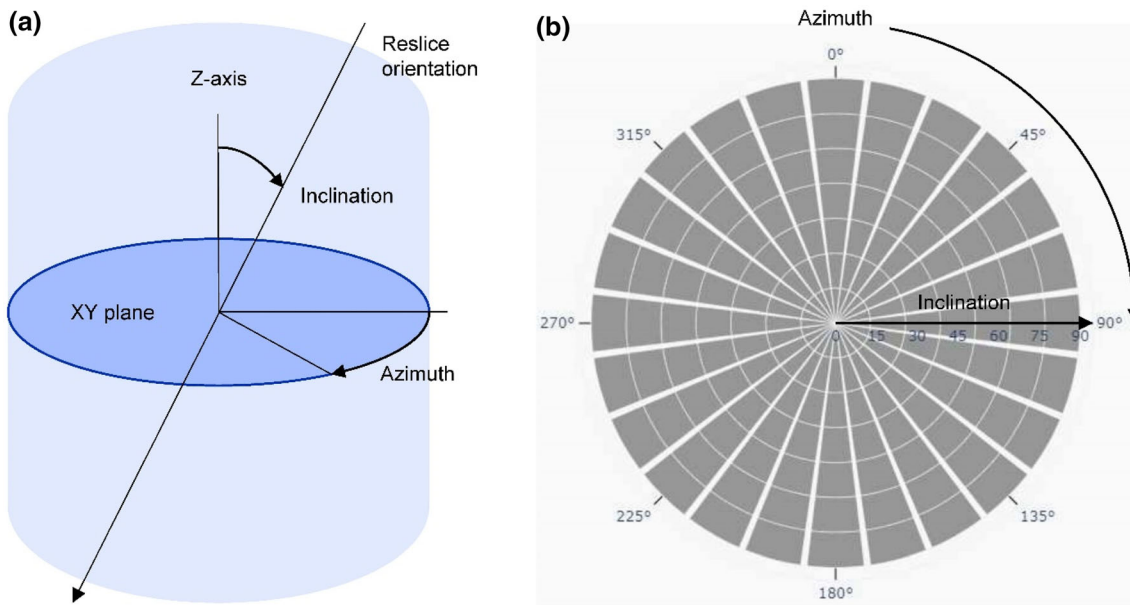 (a)
Reslice
orientation
Z-axis
Inclination
XY plane
Azimuth
(b)
Azimuth
0°
315°
45°
Inclination
270°
90°
0 15 30 45 60 75 90
225°
135°
180°